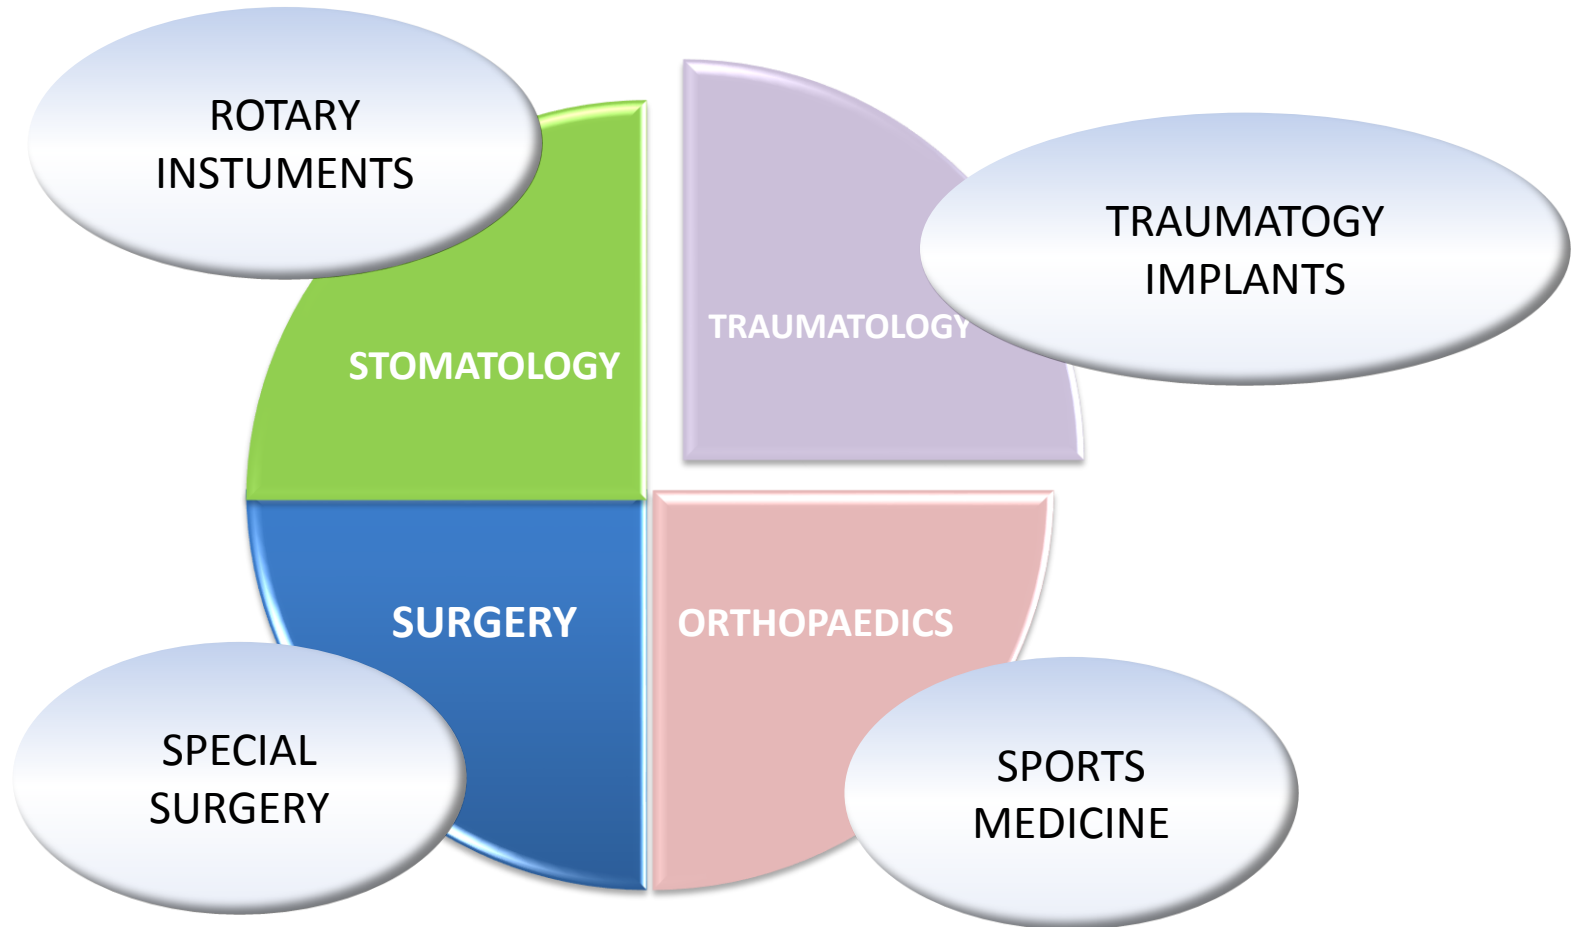 ROTARY
INSTUMENTS
TRAUMATOGY
IMPLANTS
TRAUMATOLOGY
STOMATOLOGY
SURGERY
ORTHOPAEDICS
SPECIAL
SURGERY
SPORTS
MEDICINE